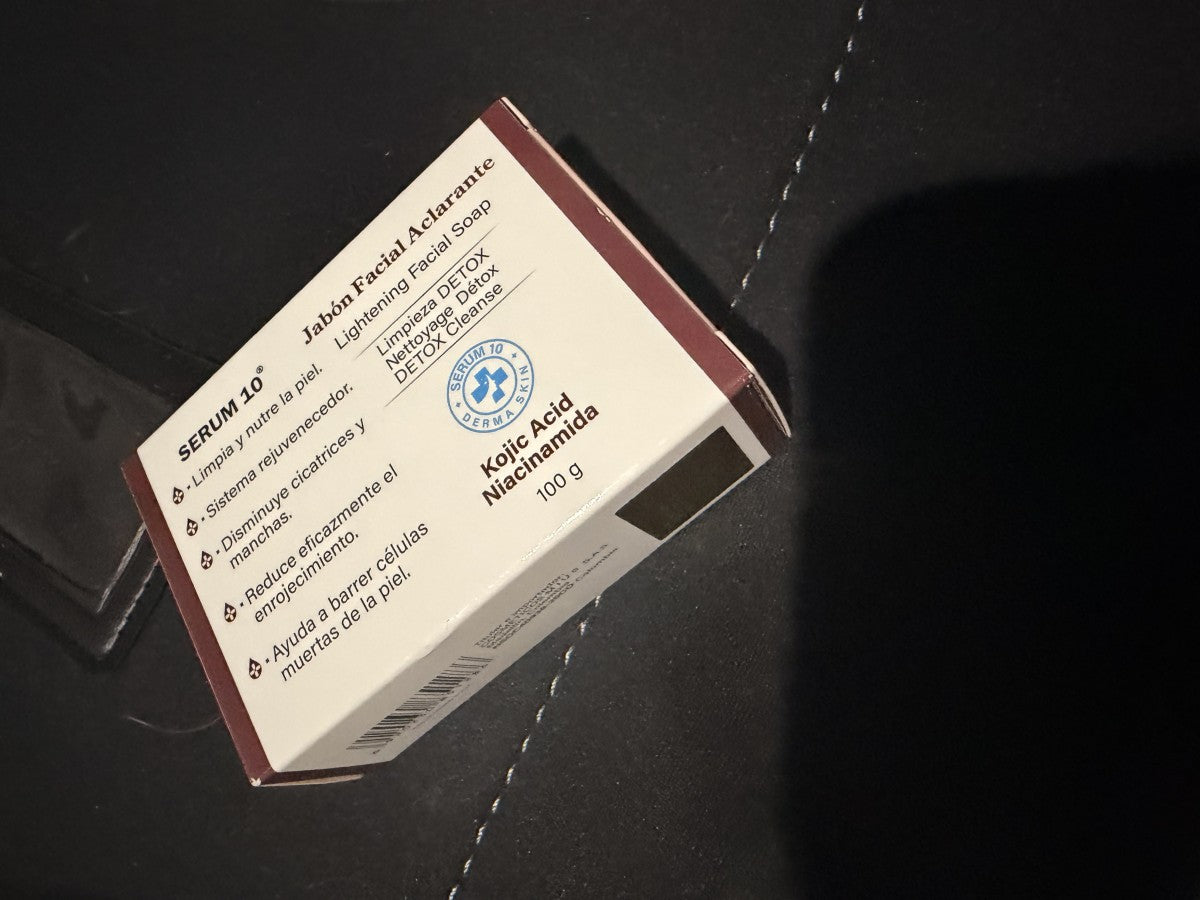 SERUM 10®
• Limpia y nutre la piel.
• Sistema rejuvenecedor.
• Disminuye cicatrices y
manchas.
• Reduce eficazmente el
enrojecimiento.
• Ayuda a barrer células
muertas de la piel.
Jabón Facial Aclarante
Lightening Facial Soap
Limpieza DETOX
Nettoyage Détox
DETOX Cleanse
SERUM 10
DERMA SKIN
Kojic Acid
Niacinamida
100 g